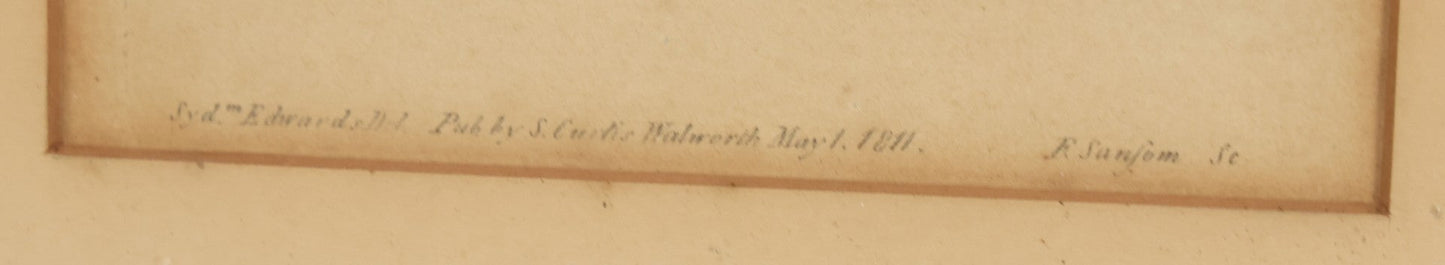 Syd.m Edwards Del. Pub by S. Curtis Walworth May 1. 1811. F Sanſom Sc